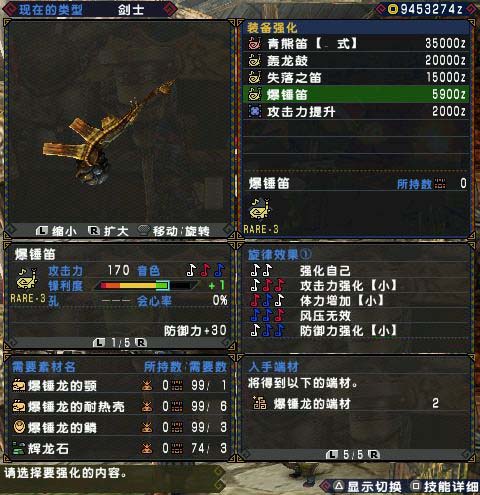 现在的类型 剑士
9453274z
装备强化
青熊笛【 式】 35000z
轰龙鼓 20000z
失落之笛 15000z
爆锤笛 5900z
攻击力提升 2000z
爆锤笛 所持数 0
RARE-3
L 缩小 R 扩大 移动/旋转
爆锤笛
攻击力 170 音色
锋利度 +1
RARE-3
孔 --- 会心率 0%
防御力+30
L 1/5 R
旋律效果①
强化自己
攻击力强化【小】
体力增加【小】
风压无效
防御力强化【小】
需要素材名 所持数 需要数
爆锤龙的颚 0 99/ 1
爆锤龙的耐热壳 0 99/ 6
爆锤龙的鳞 0 99/ 3
辉龙石 0 74/ 3
入手端材
将得到以下的端材。
爆锤龙的端材 2
L 5/5 R
请选择要强化的内容。
显示切换 技能详细